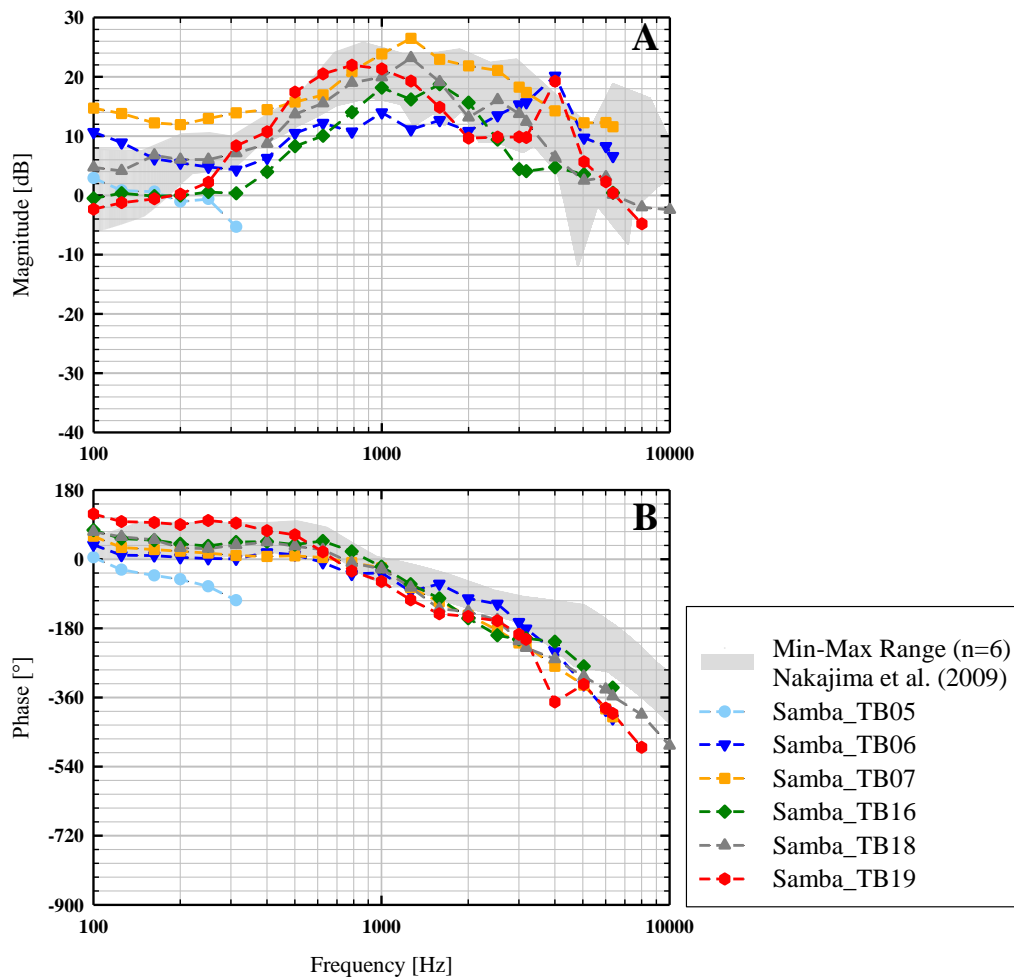 30
A
20
10
0
-10
-20
-30
-40
Magnitude [dB]
100
1000
10000
180
B
0
-180
-360
-540
-720
-900
Phase [°]
100
1000
10000
Frequency [Hz]
Min-Max Range (n=6)
Nakajima et al. (2009)
Samba_TB05
Samba_TB06
Samba_TB07
Samba_TB16
Samba_TB18
Samba_TB19